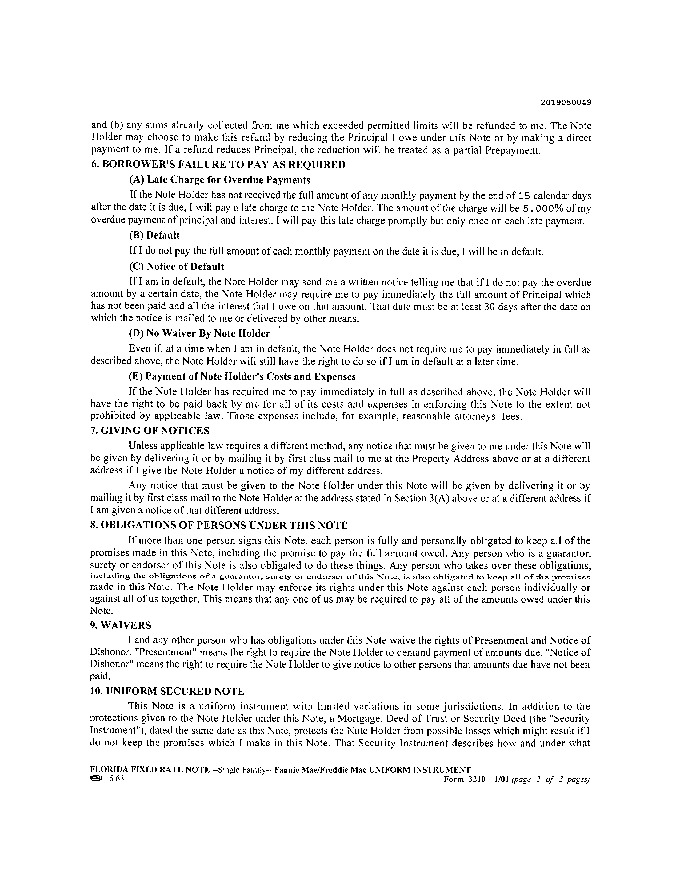 2019050049
and (b) any sums already collected from me which exceeded permitted limits will be refunded to me. The Note
Holder may choose to make this refund by reducing the Principal I owe under this Note or by making a direct
payment to me. If a refund reduces Principal, the reduction will be treated as a partial Prepayment.
6. BORROWER'S FAILURE TO PAY AS REQUIRED
(A) Late Charge for Overdue Payments
If the Note Holder has not received the full amount of any monthly payment by the end of 15 calendar days
after the date it is due, I will pay a late charge to the Note Holder. The amount of the charge will be 5.000% of my
overdue payment of principal and interest. I will pay this late charge promptly but only once on each late payment.
(B) Default
If I do not pay the full amount of each monthly payment on the date it is due, I will be in default.
(C) Notice of Default
If I am in default, the Note Holder may send me a written notice telling me that if I do not pay the overdue
amount by a certain date, the Note Holder may require me to pay immediately the full amount of Principal which
has not been paid and all the interest that I owe on that amount. That date must be at least 30 days after the date on
which the notice is mailed to me or delivered by other means.
(D) No Waiver By Note Holder
Even if, at a time when I am in default, the Note Holder does not require me to pay immediately in full as
described above, the Note Holder will still have the right to do so if I am in default at a later time.
(E) Payment of Note Holder's Costs and Expenses
If the Note Holder has required me to pay immediately in full as described above, the Note Holder will
have the right to be paid back by me for all of its costs and expenses in enforcing this Note to the extent not
prohibited by applicable law. Those expenses include, for example, reasonable attorneys' fees.
7. GIVING OF NOTICES
Unless applicable law requires a different method, any notice that must be given to me under this Note will
be given by delivering it or by mailing it by first class mail to me at the Property Address above or at a different
address if I give the Note Holder a notice of my different address.
Any notice that must be given to the Note Holder under this Note will be given by delivering it or by
mailing it by first class mail to the Note Holder at the address stated in Section 3(A) above or at a different address if
I am given a notice of that different address.
8. OBLIGATIONS OF PERSONS UNDER THIS NOTE
If more than one person signs this Note, each person is fully and personally obligated to keep all of the
promises made in this Note, including the promise to pay the full amount owed. Any person who is a guarantor,
surety or endorser of this Note is also obligated to do these things. Any person who takes over these obligations,
including the obligations of a guarantor, surety or endorser of this Note, is also obligated to keep all of the promises
made in this Note. The Note Holder may enforce its rights under this Note against each person individually or
against all of us together. This means that any one of us may be required to pay all of the amounts owed under this
Note.
9. WAIVERS
I and any other person who has obligations under this Note waive the rights of Presentment and Notice of
Dishonor. "Presentment" means the right to require the Note Holder to demand payment of amounts due. "Notice of
Dishonor" means the right to require the Note Holder to give notice to other persons that amounts due have not been
paid.
10. UNIFORM SECURED NOTE
This Note is a uniform instrument with limited variations in some jurisdictions. In addition to the
protections given to the Note Holder under this Note, a Mortgage, Deed of Trust or Security Deed (the "Security
Instrument"), dated the same date as this Note, protects the Note Holder from possible losses which might result if I
do not keep the promises which I make in this Note. That Security Instrument describes how and under what
FLORIDA FIXED RATE NOTE --Single Family-- Fannie Mae/Freddie Mac UNIFORM INSTRUMENT
Form 3210 1/01 (page 2 of 3 pages)